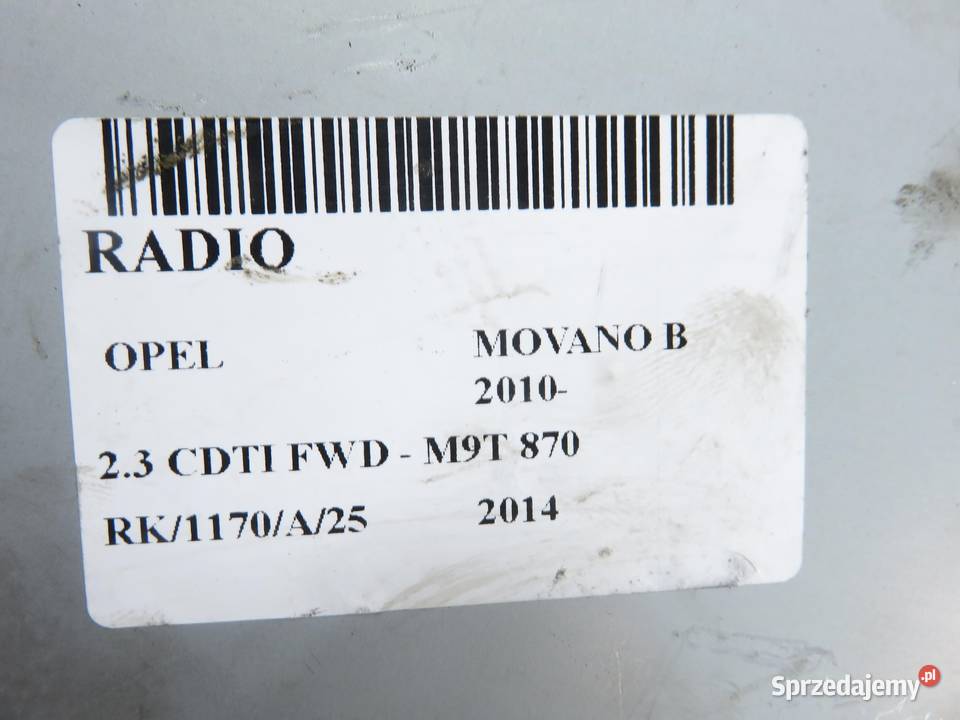 RADIO
OPEL MOVANO B
2010-
2.3 CDTI FWD - M9T 870
RK/1170/A/25 2014
Sprzedajemy.pl